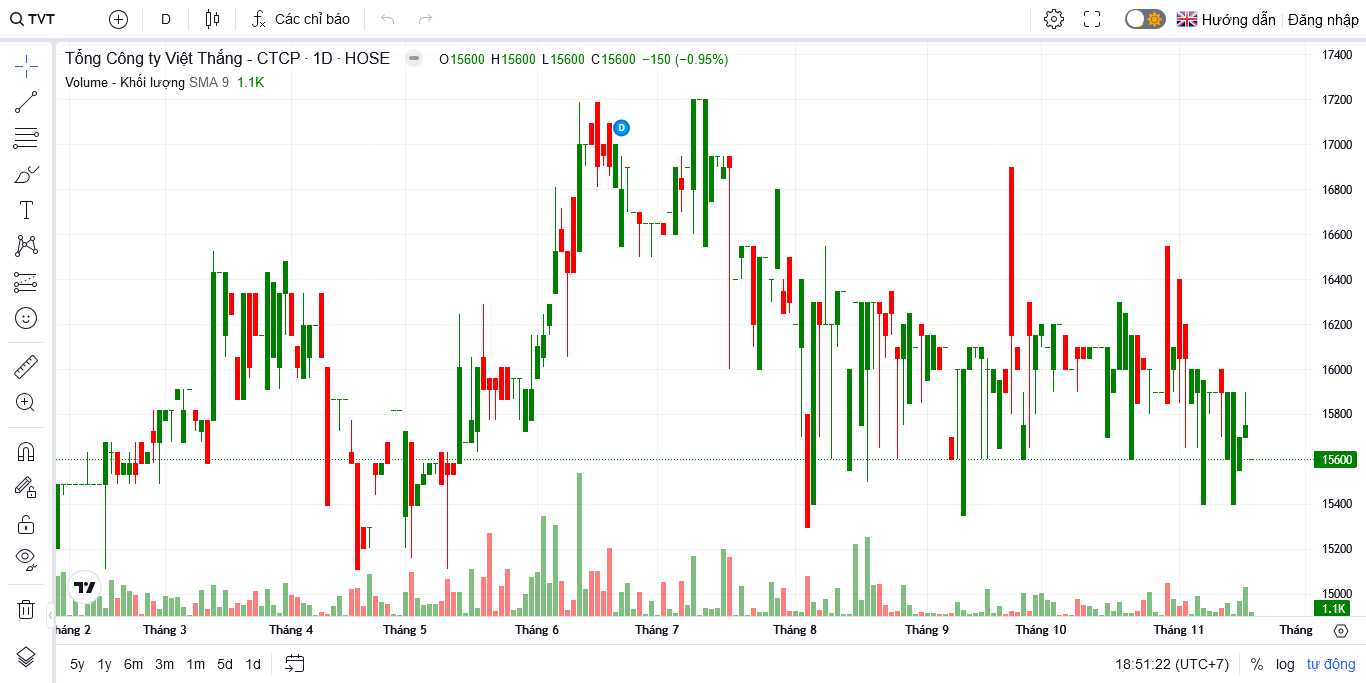 TVT D Các chỉ báo Hướng dẫn Đăng nhập
Tổng Công ty Việt Thắng - CTCP · 1D · HOSE O15600 H15600 L15600 C15600 −150 (−0.95%)
Volume - Khối lượng SMA 9 1.1K
D
17400
17200
17000
16800
16600
16400
16200
16000
15800
15600
15400
15200
15000
1.1K
háng 2 Tháng 3 Tháng 4 Tháng 5 Tháng 6 Tháng 7 Tháng 8 Tháng 9 Tháng 10 Tháng 11 Tháng
5y 1y 6m 3m 1m 5d 1d 18:51:22 (UTC+7) % log tự động